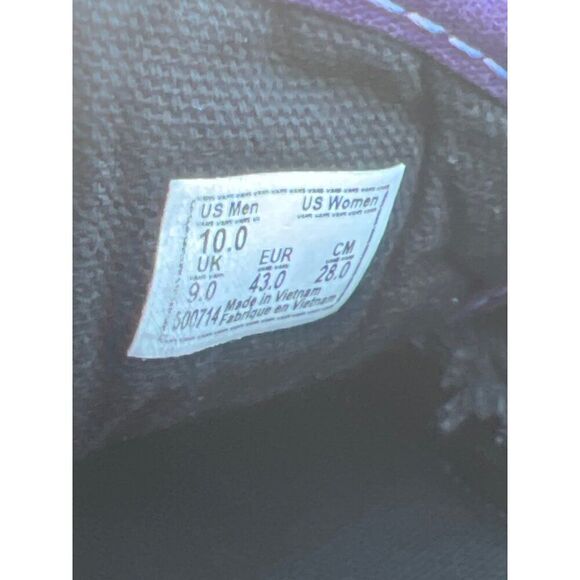 US Men US Women
10.0
UK EUR CM
9.0 43.0 28.0
500714 Made in Vietnam
Fabrique en Vietnam